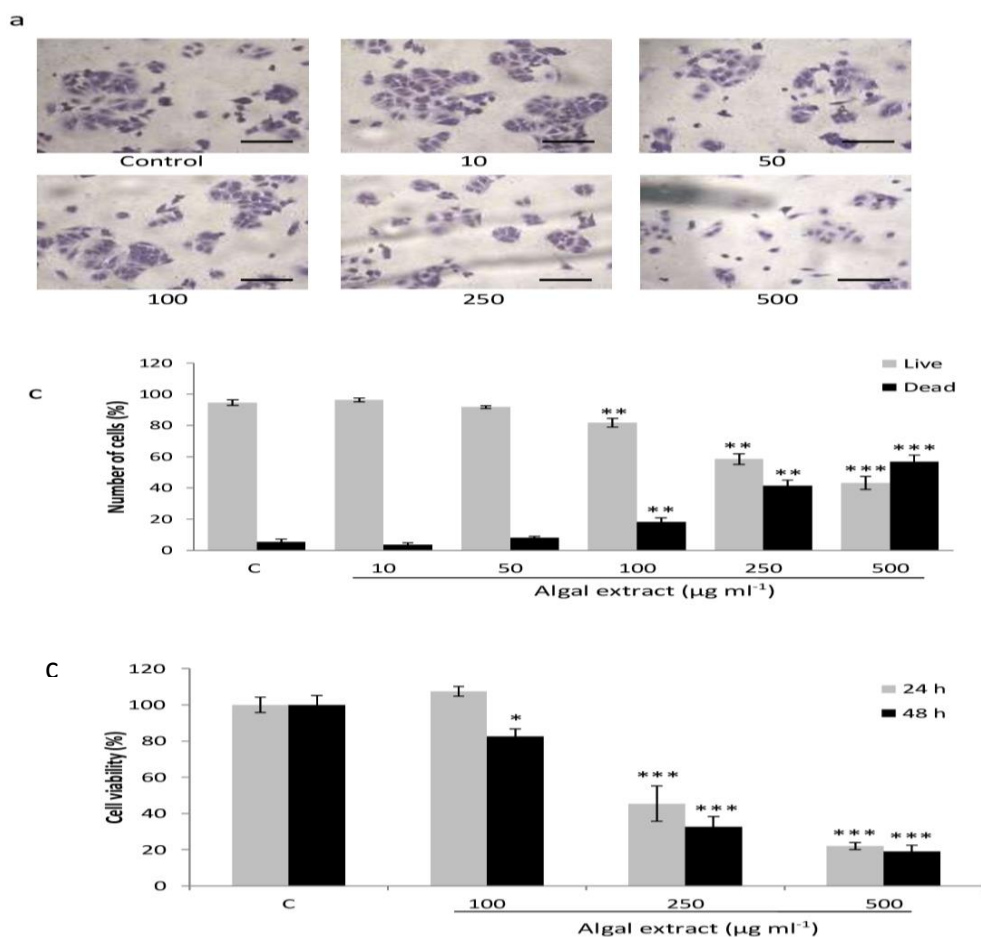 a
Control
10
50
100
250
500
c
Number of cells (%)
120
100
80
60
40
20
0
Live
Dead
**
**
**
**
***
***
C
10
50
100
250
500
Algal extract (µg ml⁻¹)
C
Cell viability (%)
120
100
80
60
40
20
0
24 h
48 h
*
***
***
***
***
C
100
250
500
Algal extract (µg ml⁻¹)